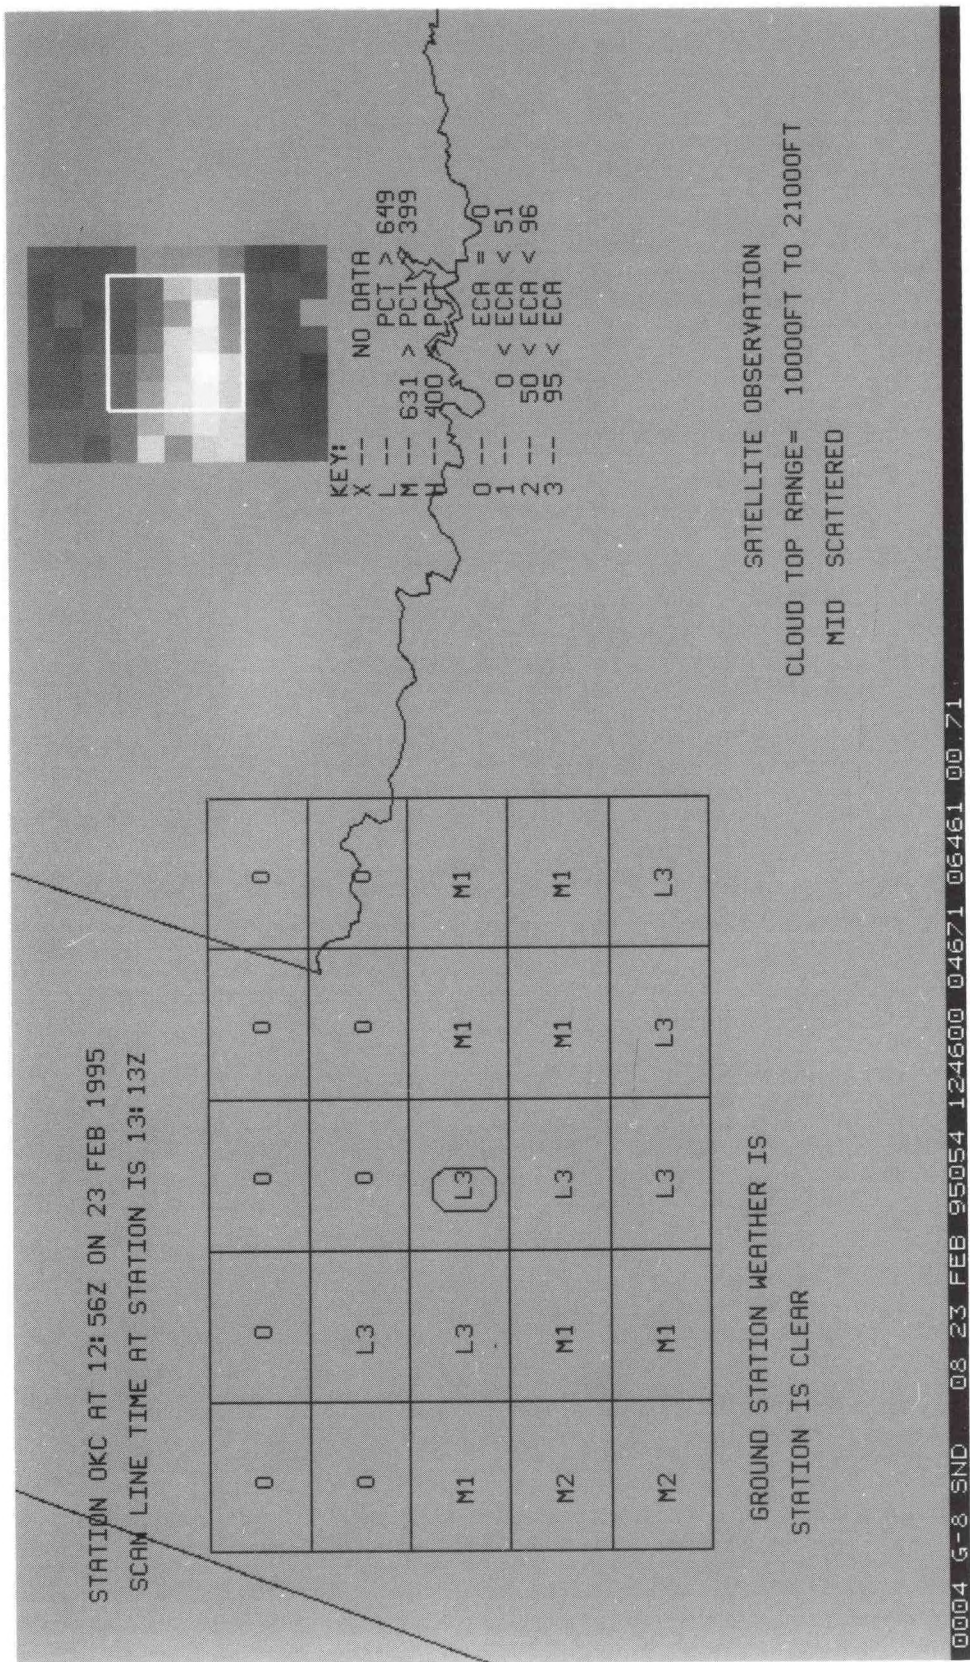 STATION OKC AT 12:56Z ON 23 FEB 1995
SCAN LINE TIME AT STATION IS 13:13Z
0 0 0 0 0
0 L3 0 0 0
M1 L3 L3 M1 M1
M2 M1 L3 M1 M1
M2 M1 L3 L3 L3
GROUND STATION WEATHER IS
STATION IS CLEAR
KEY:
X -- NO DATA
L -- PCT > 649
M -- 631 > PCT > 399
H -- 400 PCT
0 -- ECA = 0
1 -- 0 < ECA < 51
2 -- 50 < ECA < 96
3 -- 95 < ECA
SATELLITE OBSERVATION
CLOUD TOP RANGE= 10000FT TO 21000FT
MID SCATTERED
0004 G-8 SND 08 23 FEB 95054 124600 04671 06461 00.71